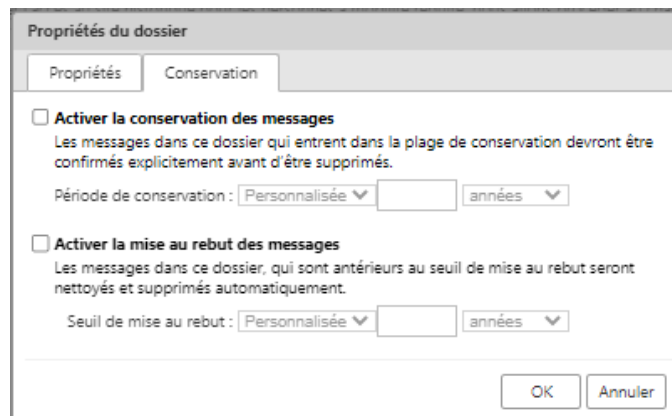 Propriétés du dossier
Propriétés Conservation
Activer la conservation des messages
Les messages dans ce dossier qui entrent dans la plage de conservation devront être
confirmés explicitement avant d'être supprimés.
Période de conservation : Personnalisée années
Activer la mise au rebut des messages
Les messages dans ce dossier, qui sont antérieurs au seuil de mise au rebut seront
nettoyés et supprimés automatiquement.
Seuil de mise au rebut : Personnalisée années
OK Annuler